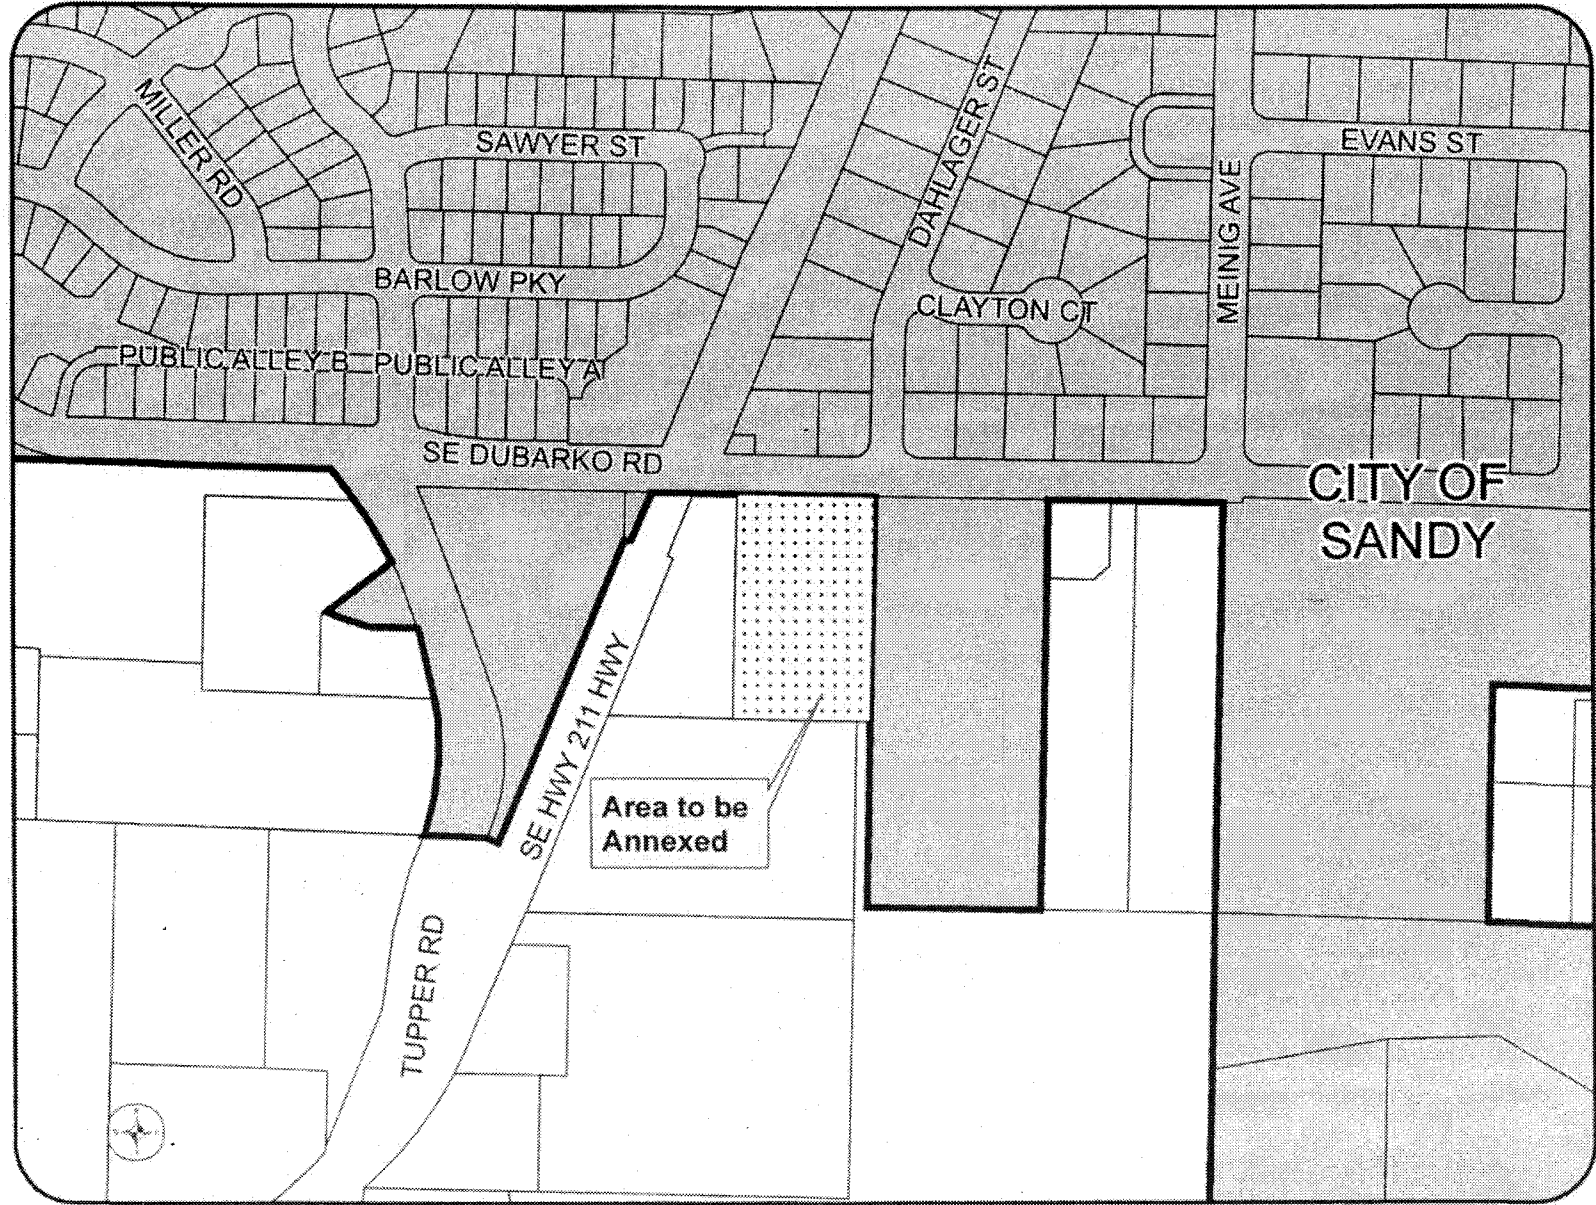 MILLER RD
SAWYER ST
DAHLAGER ST
EVANS ST
MEINIG AVE
BARLOW PKY
CLAYTON CT
PUBLIC ALLEY B
PUBLIC ALLEY A
SE DUBARKO RD
CITY OF
SANDY
SE HWY 211 HWY
Area to be
Annexed
TUPPER RD